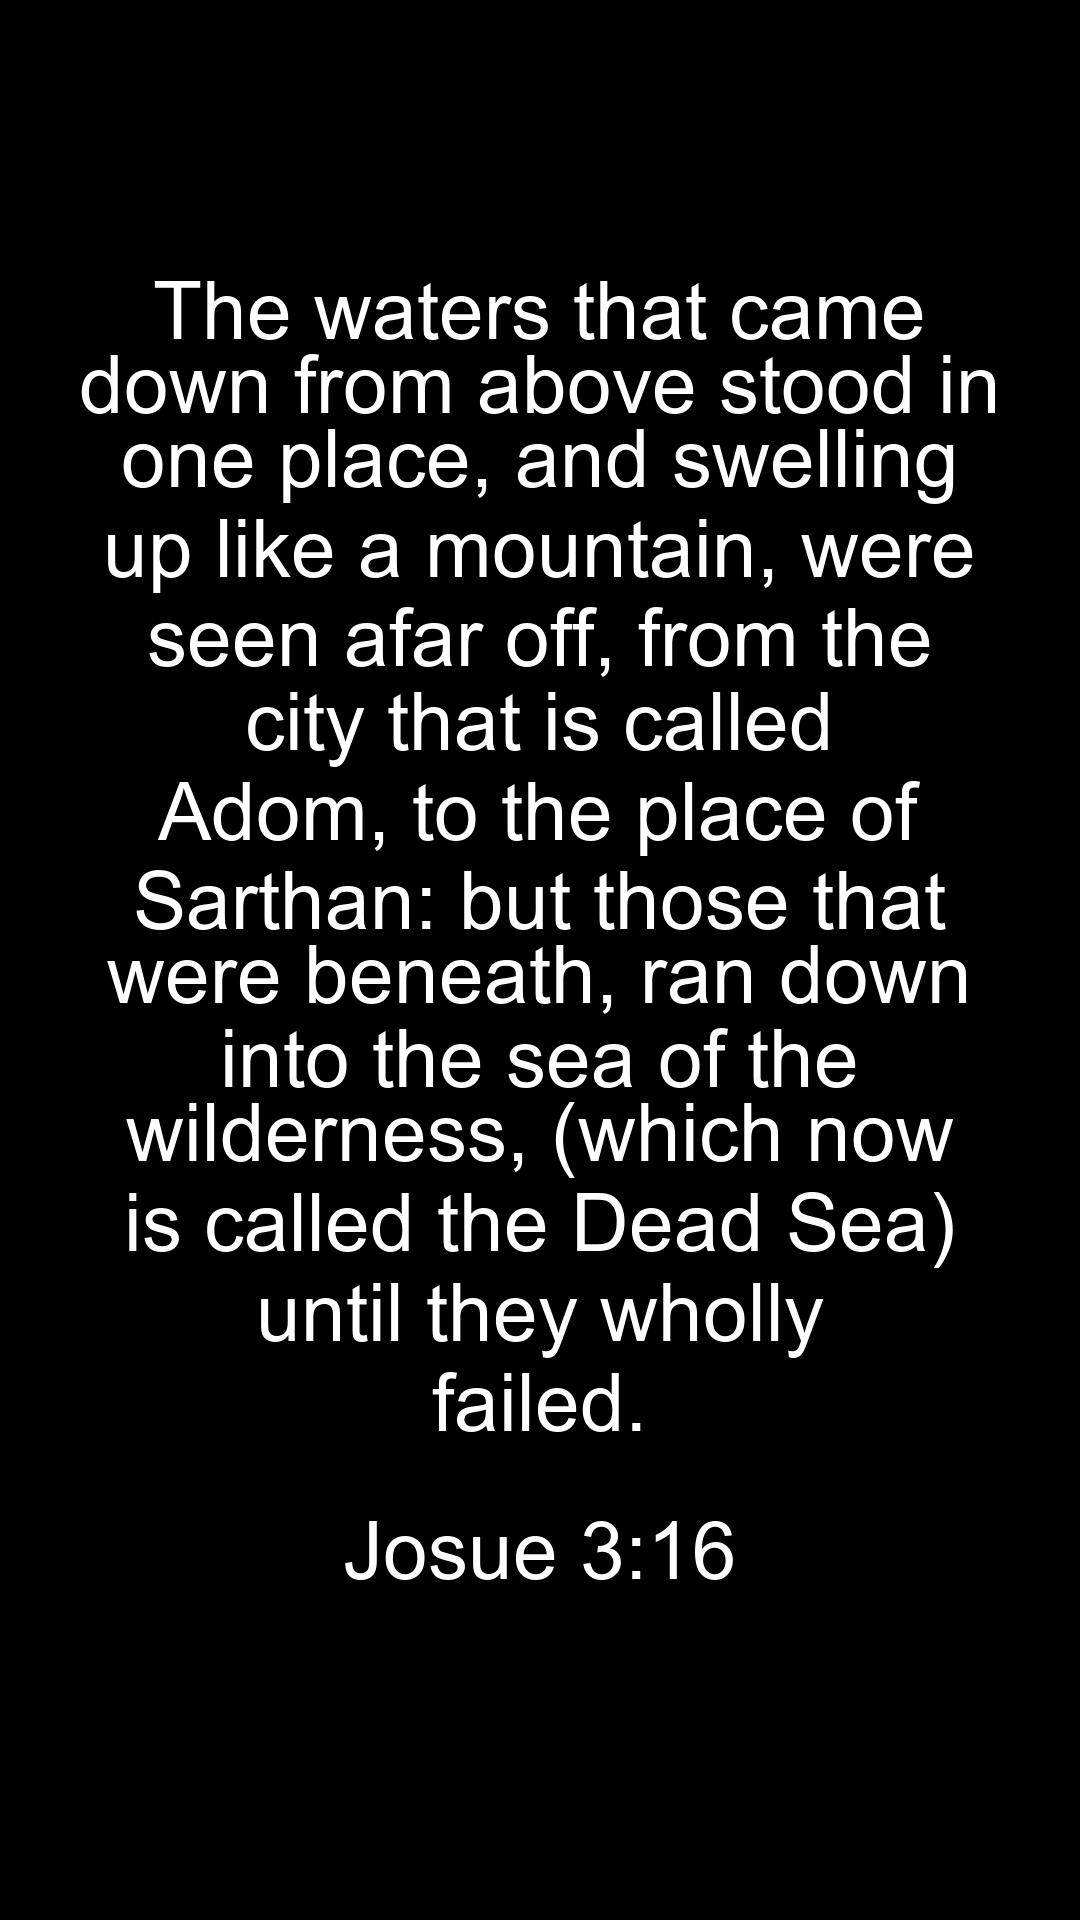 The waters that came
down from above stood in
one place, and swelling
up like a mountain, were
seen afar off, from the
city that is called
Adom, to the place of
Sarthan: but those that
were beneath, ran down
into the sea of the
wilderness, (which now
is called the Dead Sea)
until they wholly
failed.
Josue 3:16